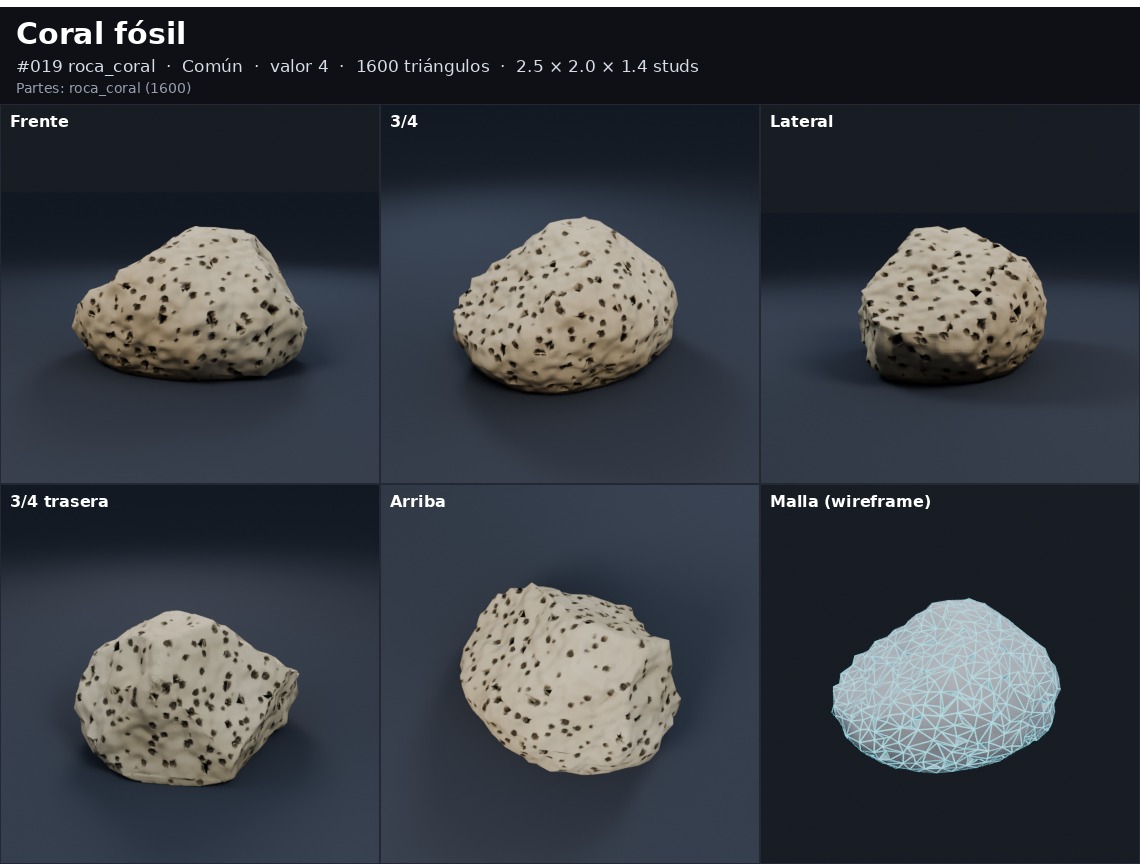 Coral fósil
#019 roca_coral · Común · valor 4 · 1600 triángulos · 2.5 × 2.0 × 1.4 studs
Partes: roca_coral (1600)
Frente
3/4
Lateral
3/4 trasera
Arriba
Malla (wireframe)